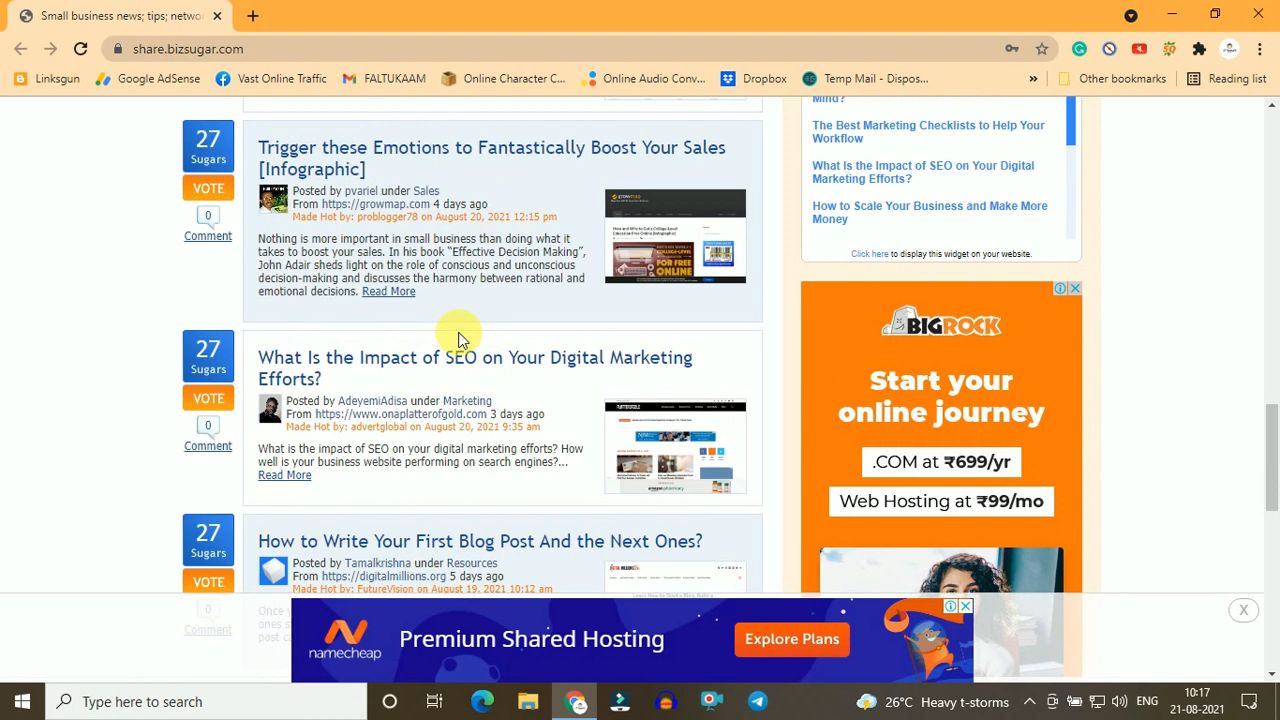 Small business news; tips; netwo
share.bizsugar.com
Linksgun
Google AdSense
Vast Online Traffic
FALTUKAAM
Online Character C...
Online Audio Conv...
Dropbox
Temp Mail - Dispos...
»
Other bookmarks
Reading list
27
Sugars
VOTE
0
Comment
Trigger these Emotions to Fantastically Boost Your Sales
[Infographic]
Posted by pvariel under Sales
From https://growmap.com 4 days ago
Made Hot by: problogger78 on August 20, 2021 12:15 pm
Nothing is more important in small business than doing what it
takes to boost your sales. In his book “Effective Decision Making”,
John Adair sheds light on the role of conscious and unconscious
decision-making and discusses the harmony between rational and
emotional decisions. Read More
27
Sugars
VOTE
0
Comment
What Is the Impact of SEO on Your Digital Marketing
Efforts?
Posted by AdeyemiAdisa under Marketing
From https://www.onaplatterofgold.com 3 days ago
Made Hot by: advertglobal on August 20, 2021 9:35 am
What is the impact of SEO on your digital marketing efforts? How
well is your business website performing on search engines?...
Read More
27
Sugars
VOTE
0
Comment
How to Write Your First Blog Post And the Next Ones?
Posted by Tamalkrishna under Resources
From https://digitalmillions.org 5 days ago
Made Hot by: FutureVision on August 19, 2021 10:12 am
Mind?
The Best Marketing Checklists to Help Your
Workflow
What Is the Impact of SEO on Your Digital
Marketing Efforts?
How to Scale Your Business and Make More
Money
Click here to display this widget on your website.
BIGROCK
Start your
online journey
.COM at ₹699/yr
Web Hosting at ₹99/mo
X
namecheap
Premium Shared Hosting
Explore Plans
Type here to search
26°C Heavy t-storms
ENG
10:17
21-08-2021